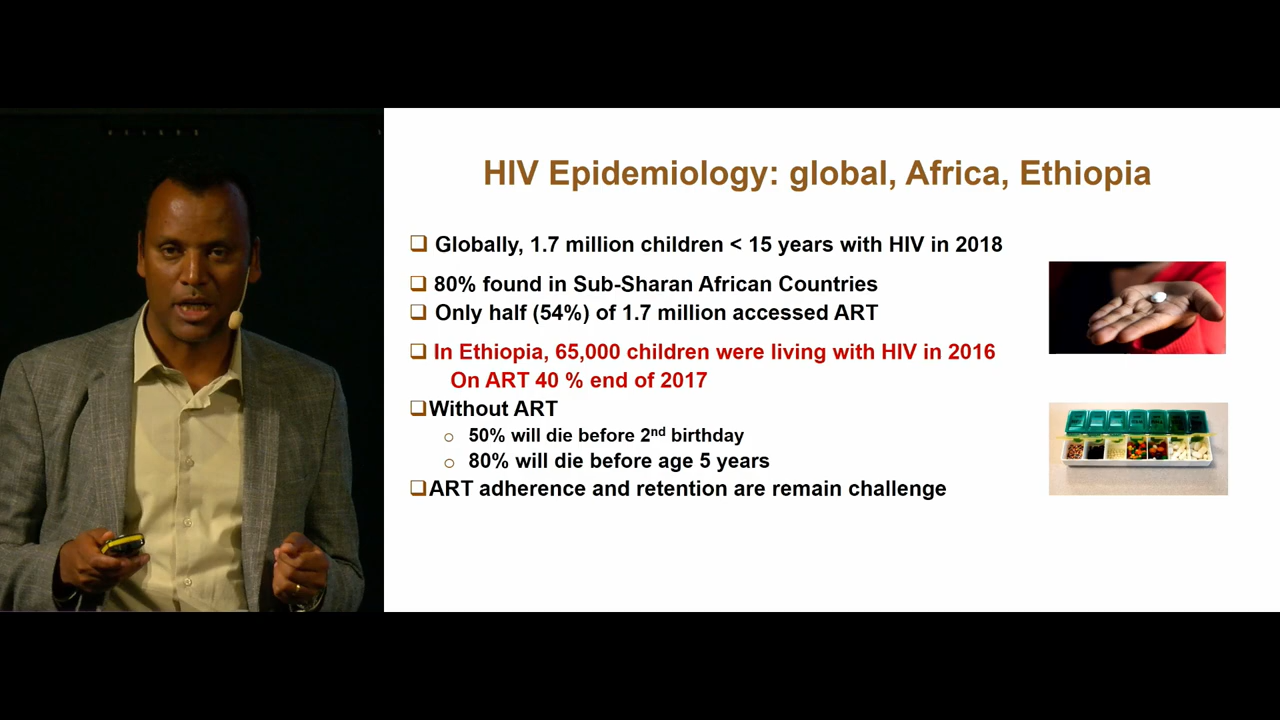 HIV Epidemiology: global, Africa, Ethiopia
Globally, 1.7 million children < 15 years with HIV in 2018
80% found in Sub-Sharan African Countries
Only half (54%) of 1.7 million accessed ART
In Ethiopia, 65,000 children were living with HIV in 2016
On ART 40 % end of 2017
Without ART
50% will die before 2nd birthday
80% will die before age 5 years
ART adherence and retention are remain challenge